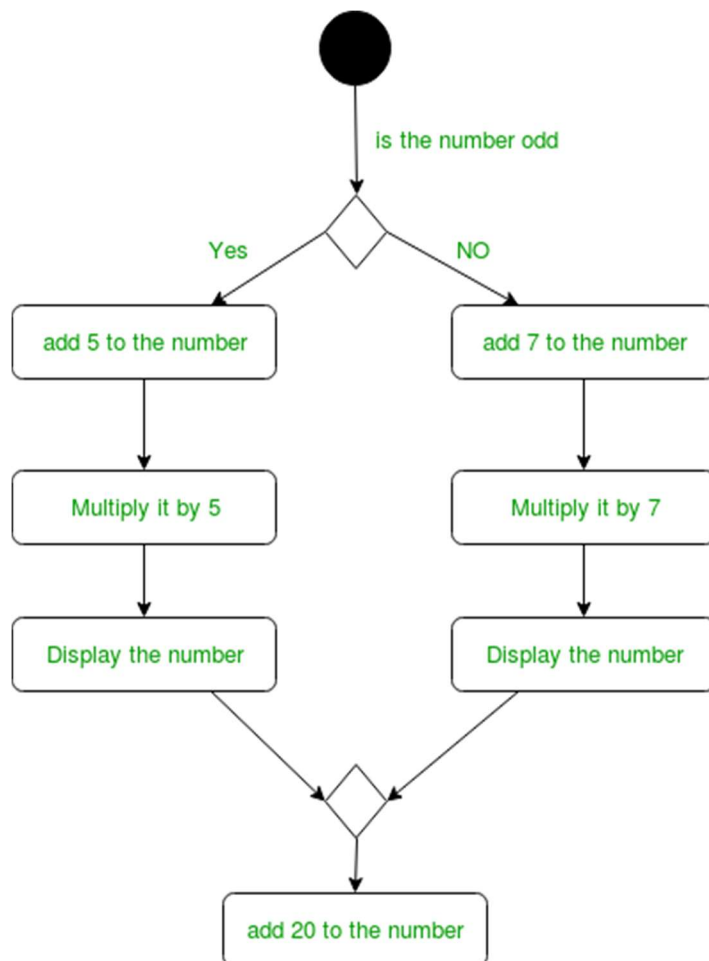 is the number odd
Yes
NO
add 5 to the number
add 7 to the number
Multiply it by 5
Multiply it by 7
Display the number
Display the number
add 20 to the number